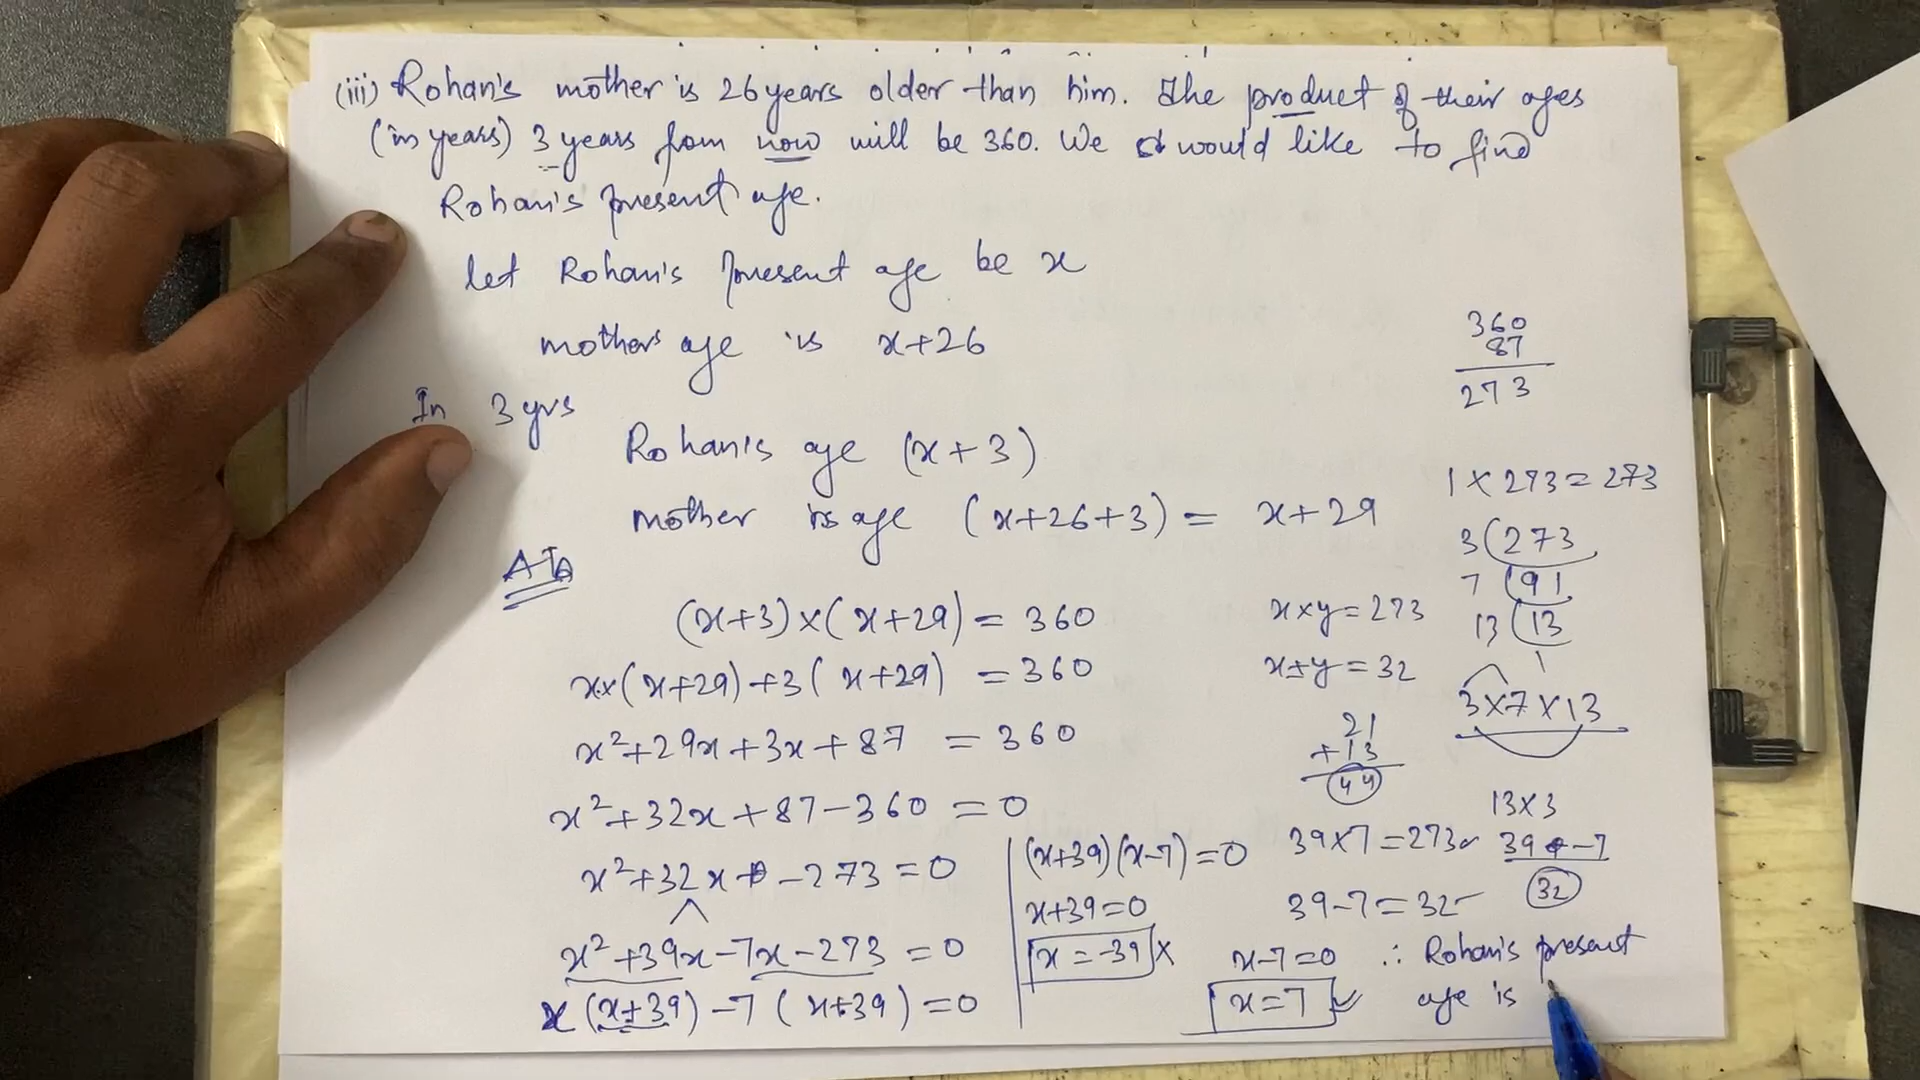 (iii) Rohan's mother is 26 years older than him. The product of their ages
(in years) 3 years from now will be 360. We would like to find
Rohan's present age.
let Rohan's present age be x
mother's age is x+26
In 3 yrs
Rohan's age (x+3)
mother is age (x+26+3) = x+29
ATQ
(x+3)×(x+29) = 360
x×(x+29)+3(x+29) = 360
x²+29x+3x+87 = 360
x²+32x+87-360 = 0
x²+32x-273=0
x²+39x-7x-273=0
x(x+39)-7(x+39)=0
(x+39)(x-7)=0
x+39=0
x=-39 ×
x-7=0
x=7 ✓
∴ Rohan's present
age is
360
87
273
1×273=273
3 273
7 91
13 13
1
3×7×13
x×y=273
x+y=32
21
+13
44
13×3
39-7
32
39×7=273
39-7=32